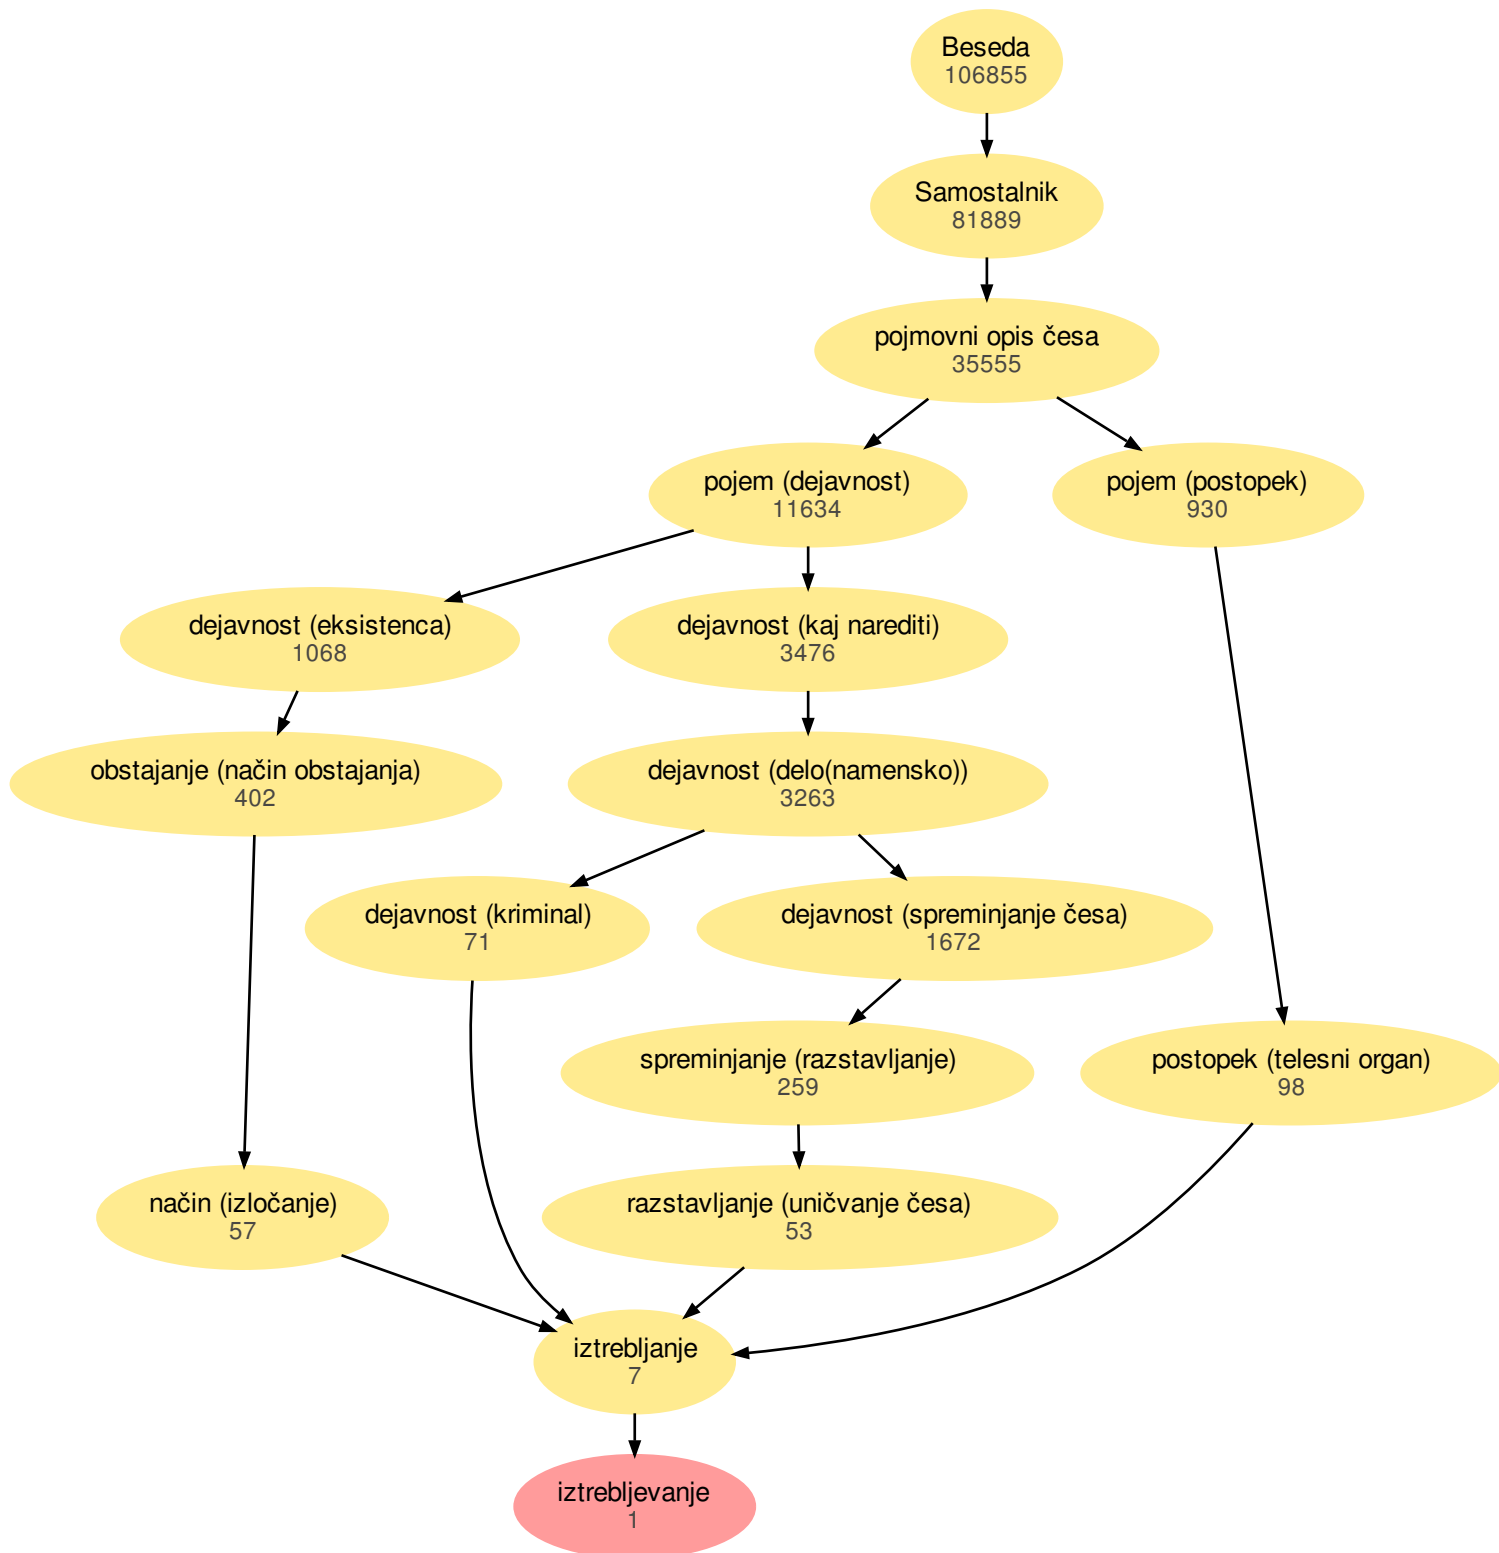 Beseda
106855
Samostalnik
81889
pojmovni opis česa
35555
pojem (dejavnost)
11634
pojem (postopek)
930
dejavnost (eksistenca)
1068
dejavnost (kaj narediti)
3476
obstajanje (način obstajanja)
402
dejavnost (delo(namensko))
3263
dejavnost (kriminal)
71
dejavnost (spreminjanje česa)
1672
spreminjanje (razstavljanje)
259
postopek (telesni organ)
98
način (izločanje)
57
razstavljanje (uničvanje česa)
53
iztrebljanje
7
iztrebljevanje
1